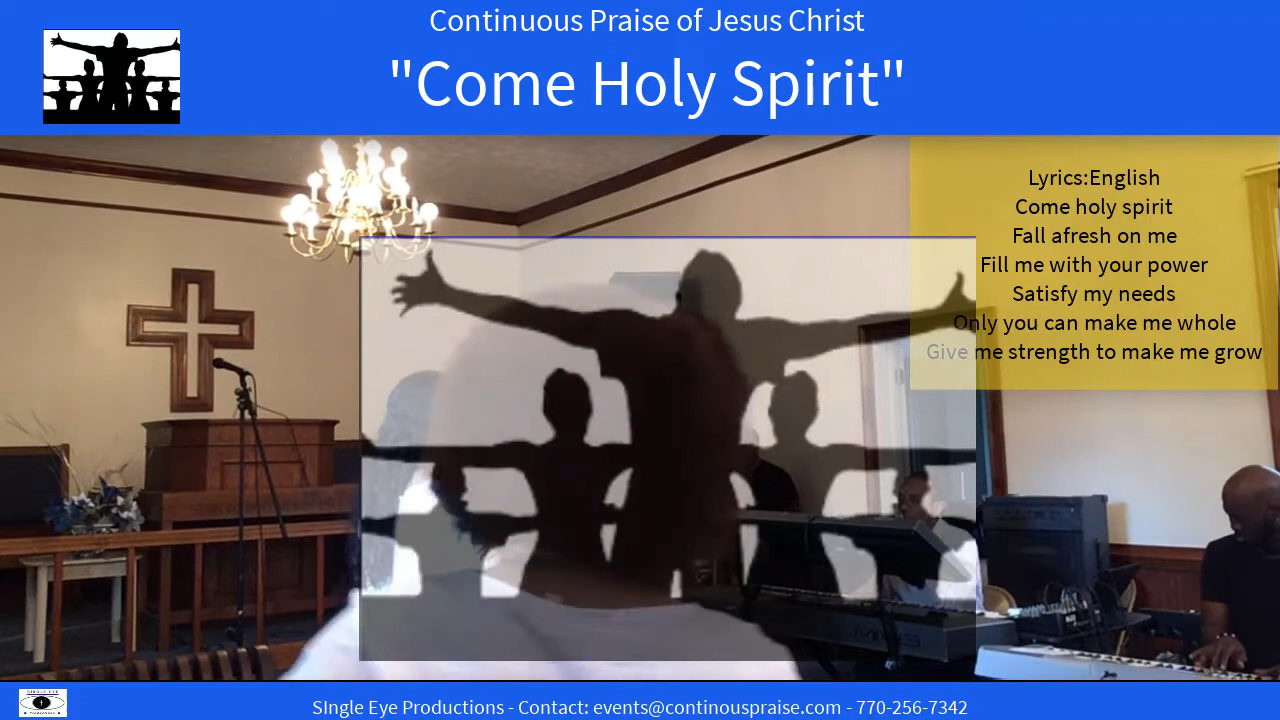 Continuous Praise of Jesus Christ
"Come Holy Spirit"
Lyrics:English
Come holy spirit
Fall afresh on me
Fill me with your power
Satisfy my needs
Only you can make me whole
Give me strength to make me grow
SINGLE EYE
SIngle Eye Productions - Contact: events@continouspraise.com - 770-256-7342